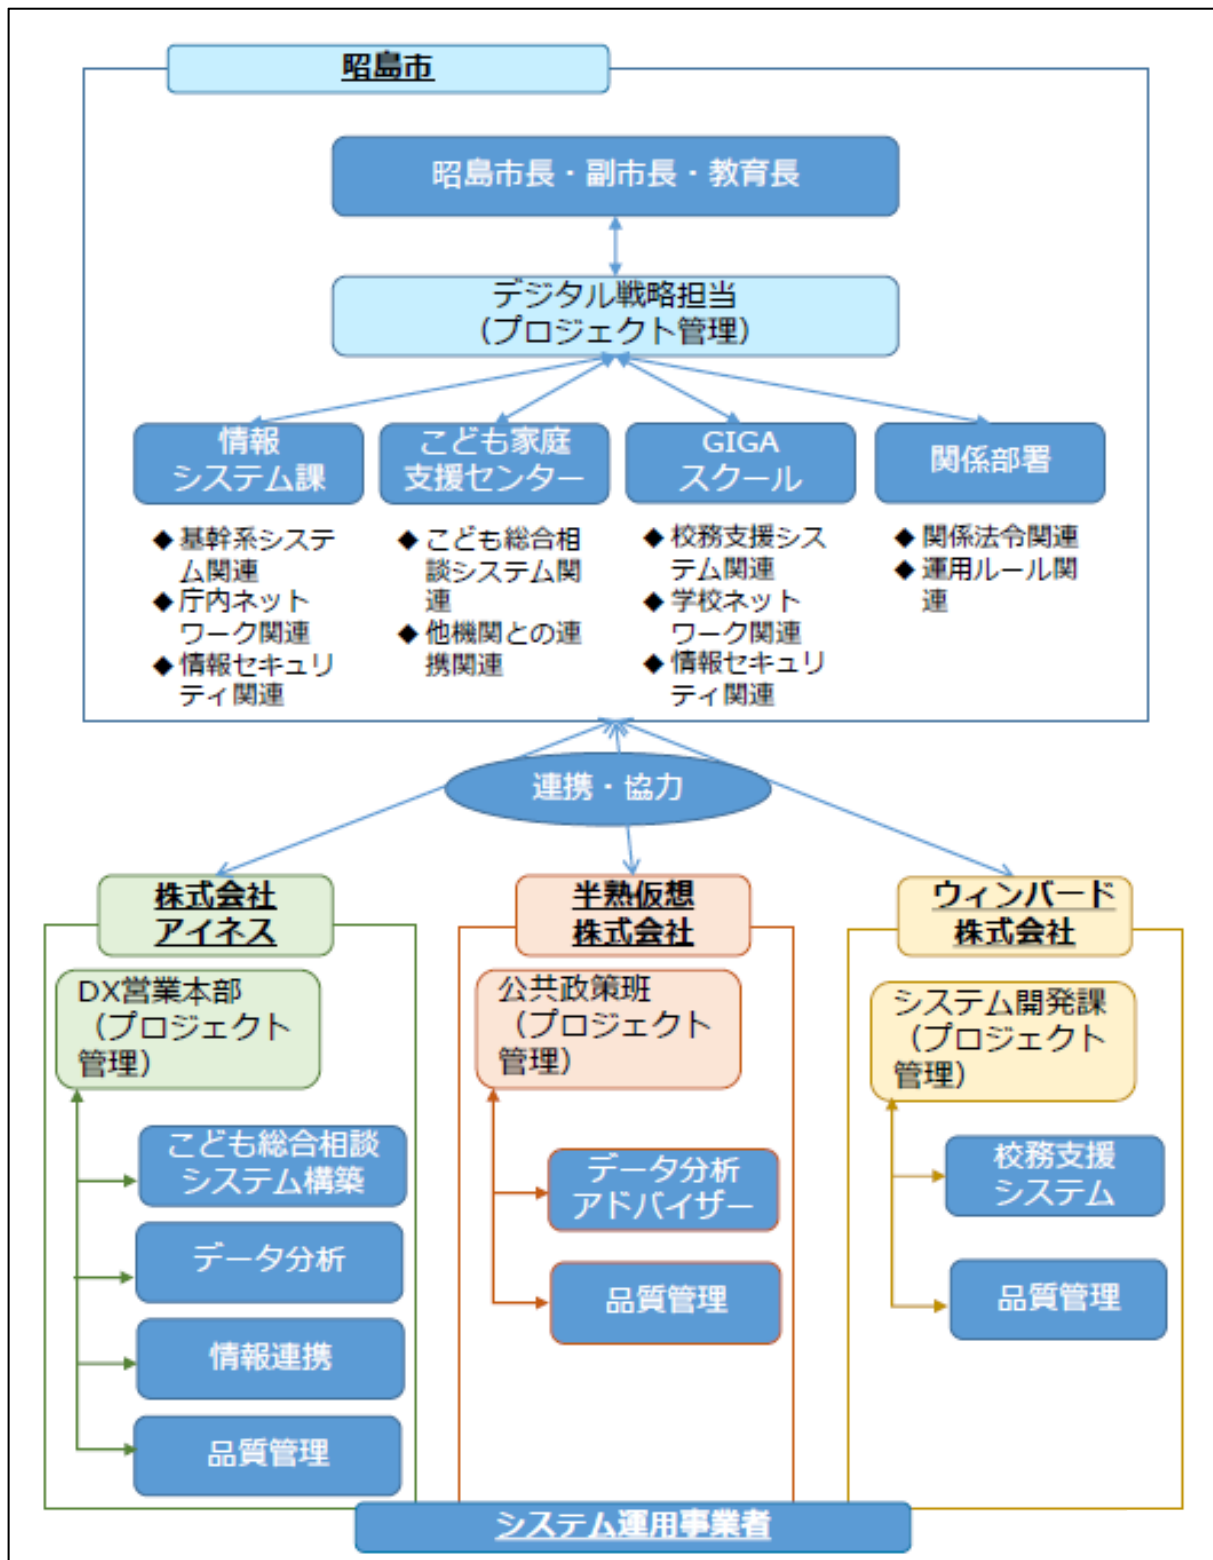 昭島市
昭島市長・副市長・教育長
デジタル戦略担当
（プロジェクト管理）
情報
システム課
◆ 基幹系システ
ム関連
◆ 庁内ネット
ワーク関連
◆ 情報セキュリ
ティ関連
こども家庭
支援センター
◆ こども総合相
談システム関
連
◆ 他機関との連
携関連
GIGA
スクール
◆ 校務支援シス
テム関連
◆ 学校ネット
ワーク関連
◆ 情報セキュリ
ティ関連
関係部署
◆ 関係法令関連
◆ 運用ルール関
連
連携・協力
株式会社
アイネス
DX営業本部
（プロジェクト
管理）
こども総合相談
システム構築
データ分析
情報連携
品質管理
半熟仮想
株式会社
公共政策班
（プロジェクト
管理）
データ分析
アドバイザー
品質管理
ウィンバード
株式会社
システム開発課
（プロジェクト
管理）
校務支援
システム
品質管理
システム運用事業者